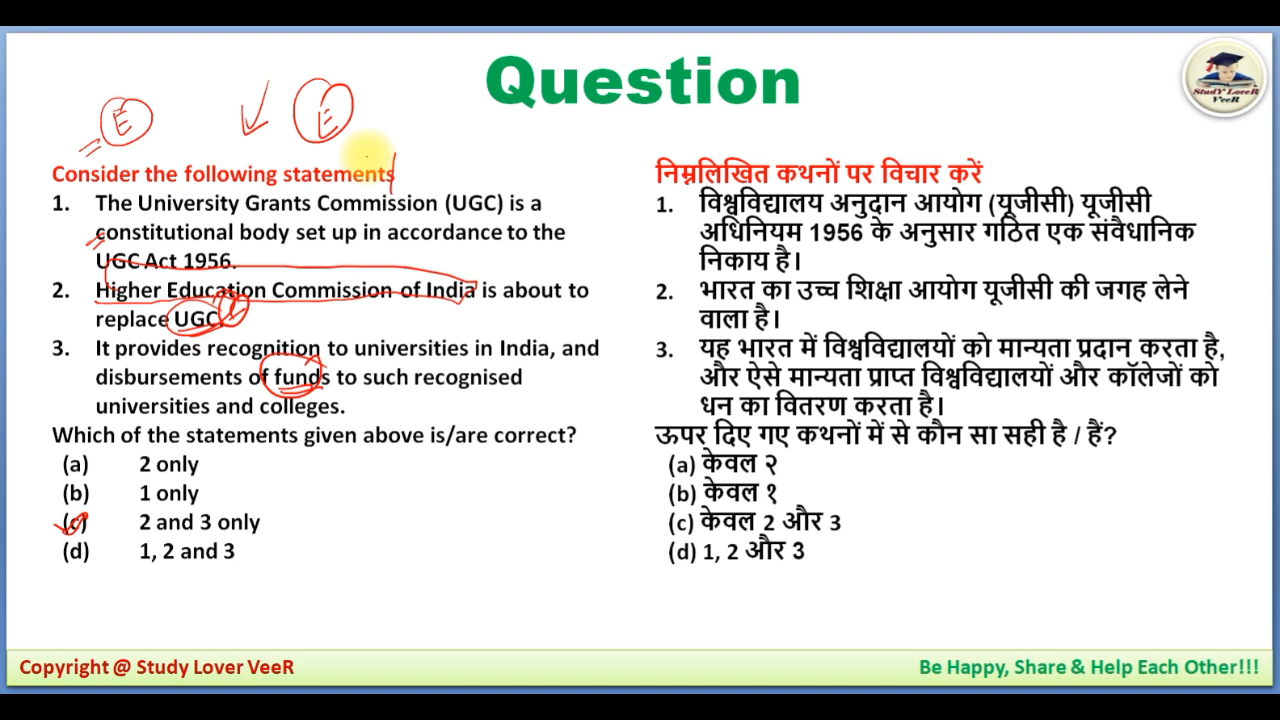 Question
StudY LoveR
VeeR
E
E
Consider the following statements
1. The University Grants Commission (UGC) is a
constitutional body set up in accordance to the
UGC Act 1956.
2. Higher Education Commission of India is about to
replace UGC.
3. It provides recognition to universities in India, and
disbursements of funds to such recognised
universities and colleges.
Which of the statements given above is/are correct?
(a) 2 only
(b) 1 only
(c) 2 and 3 only
(d) 1, 2 and 3
निम्नलिखित कथनों पर विचार करें
1. विश्वविद्यालय अनुदान आयोग (यूजीसी) यूजीसी
अधिनियम 1956 के अनुसार गठित एक संवैधानिक
निकाय है।
2. भारत का उच्च शिक्षा आयोग यूजीसी की जगह लेने
वाला है।
3. यह भारत में विश्वविद्यालयों को मान्यता प्रदान करता है,
और ऐसे मान्यता प्राप्त विश्वविद्यालयों और कॉलेजों को
धन का वितरण करता है।
ऊपर दिए गए कथनों में से कौन सा सही है / हैं?
(a) केवल २
(b) केवल १
(c) केवल 2 और 3
(d) 1, 2 और 3
Copyright @ Study Lover VeeR
Be Happy, Share & Help Each Other!!!